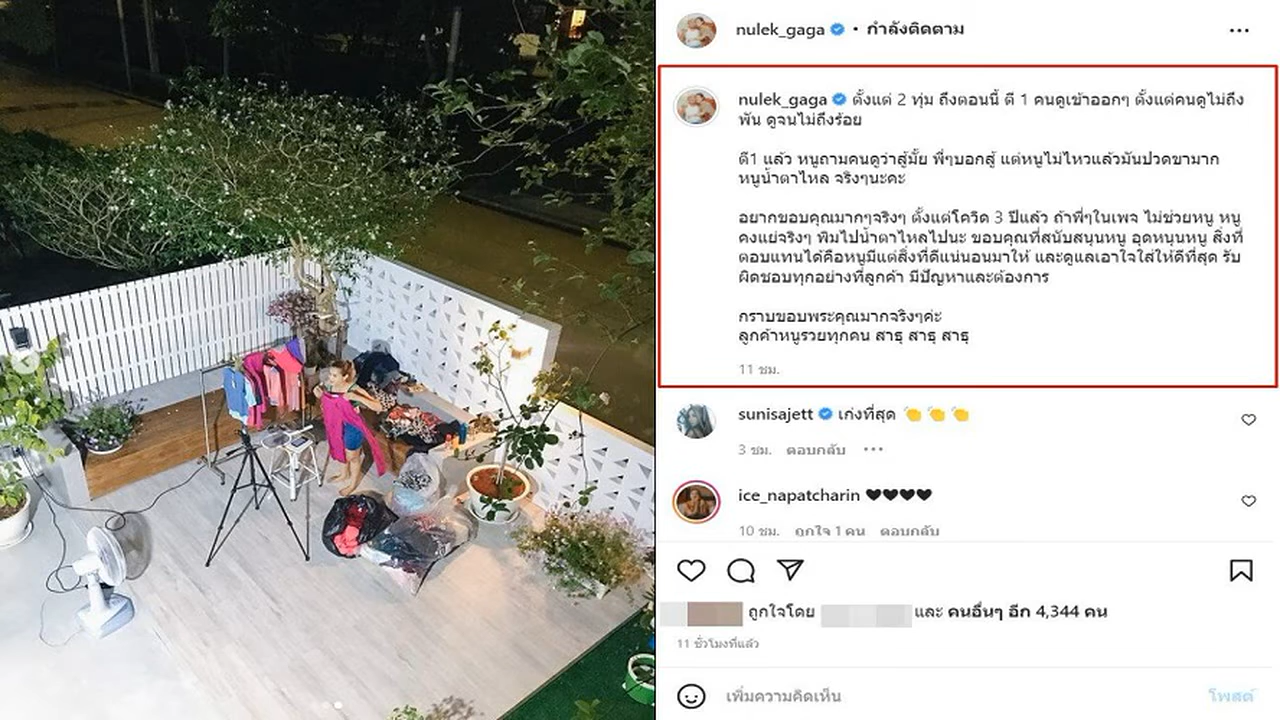 nulek_gaga • กำลังติดตาม
nulek_gaga ตั้งแต่ 2 ทุ่ม ถึงตอนนี้ ตี 1 คนดูเข้าออกๆ ตั้งแต่คนดูไม่ถึง
พัน ดูจนไม่ถึงร้อย
ตี1 แล้ว หนูถามคนดูว่าสู้มั้ย พี่ๆบอกสู้ แต่หนูไม่ไหวแล้วมันปวดขามาก
หนูน้ำตาไหล จริงๆนะคะ
อยากขอบคุณมากๆจริงๆ ตั้งแต่โควิด 3 ปีแล้ว ถ้าพี่ๆในเพจ ไม่ช่วยหนู หนู
คงแย่จริงๆ พิมไปน้ำตาไหลไปนะ ขอบคุณที่สนับสนุนหนู อุดหนุนหนู สิ่งที่
ตอบแทนได้คือหนูมีแต่สิ่งที่ดีแน่นอนมาให้ และดูแลเอาใจใส่ให้ดีที่สุด รับ
ผิดชอบทุกอย่างที่ลูกค้า มีปัญหาและต้องการ
กราบขอบพระคุณมากจริงๆค่ะ
ลูกค้าหนูรวยทุกคน สาธุ สาธุ สาธุ
11 ชม.
sunisajett เก่งที่สุด 👏 👏 👏
3 ชม. ตอบกลับ •••
ice_napatcharin 🖤🖤🖤🖤
10 ชม. ถูกใจ 1 คน ตอบกลับ
ถูกใจโดย และ คนอื่นๆ อีก 4,344 คน
11 ชั่วโมงที่แล้ว
เพิ่มความคิดเห็น โพสต์